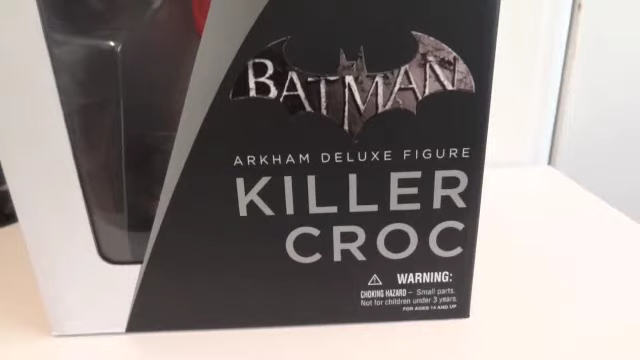 BATMAN
ARKHAM DELUXE FIGURE
KILLER
CROC
⚠ WARNING:
CHOKING HAZARD – Small parts.
Not for children under 3 years.
FOR AGES 14 AND UP